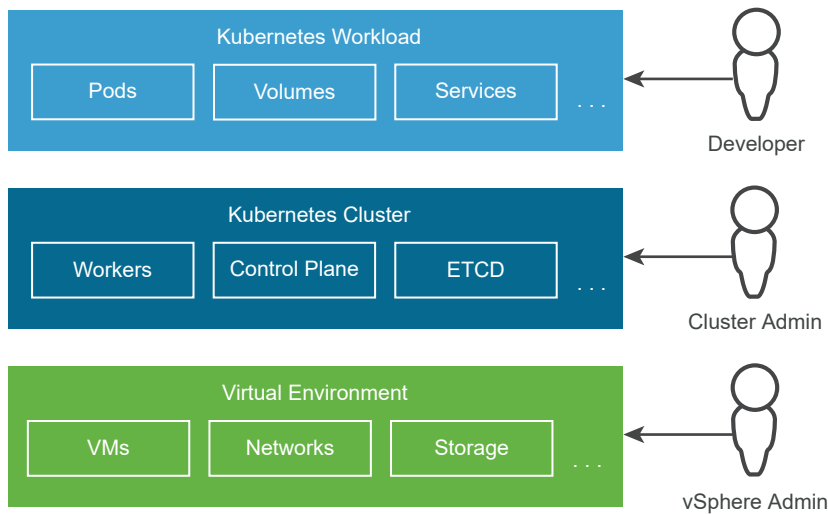 Kubernetes Workload
Pods
Volumes
Services
. . .
Developer
Kubernetes Cluster
Workers
Control Plane
ETCD
. . .
Cluster Admin
Virtual Environment
VMs
Networks
Storage
. . .
vSphere Admin